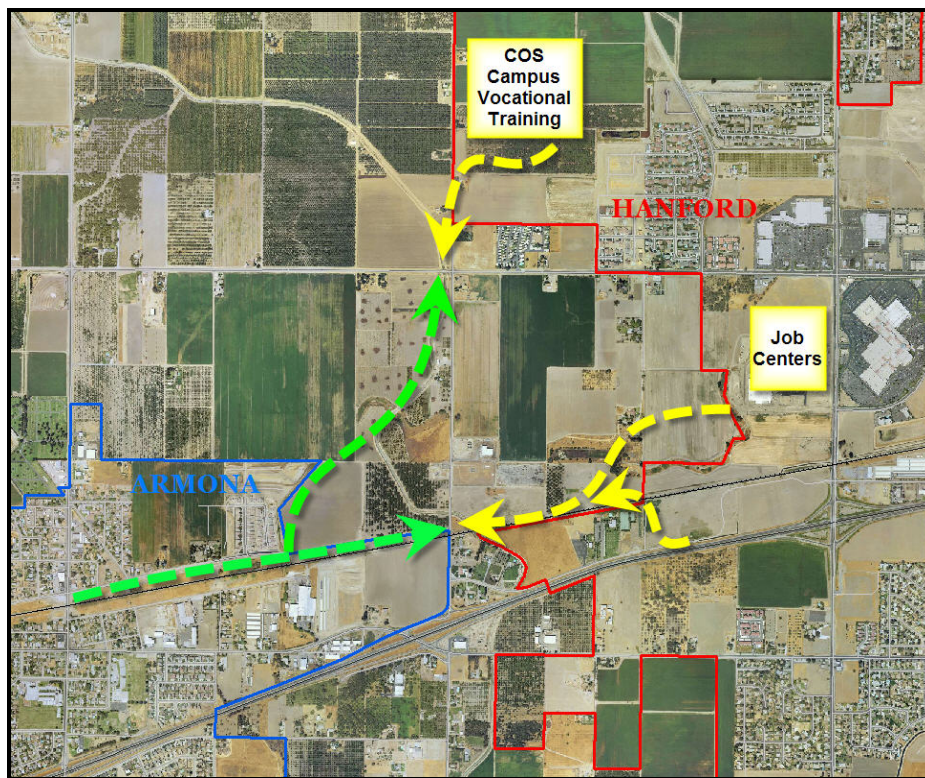 COS
Campus
Vocational
Training
HANFORD
Job
Centers
ARMONA